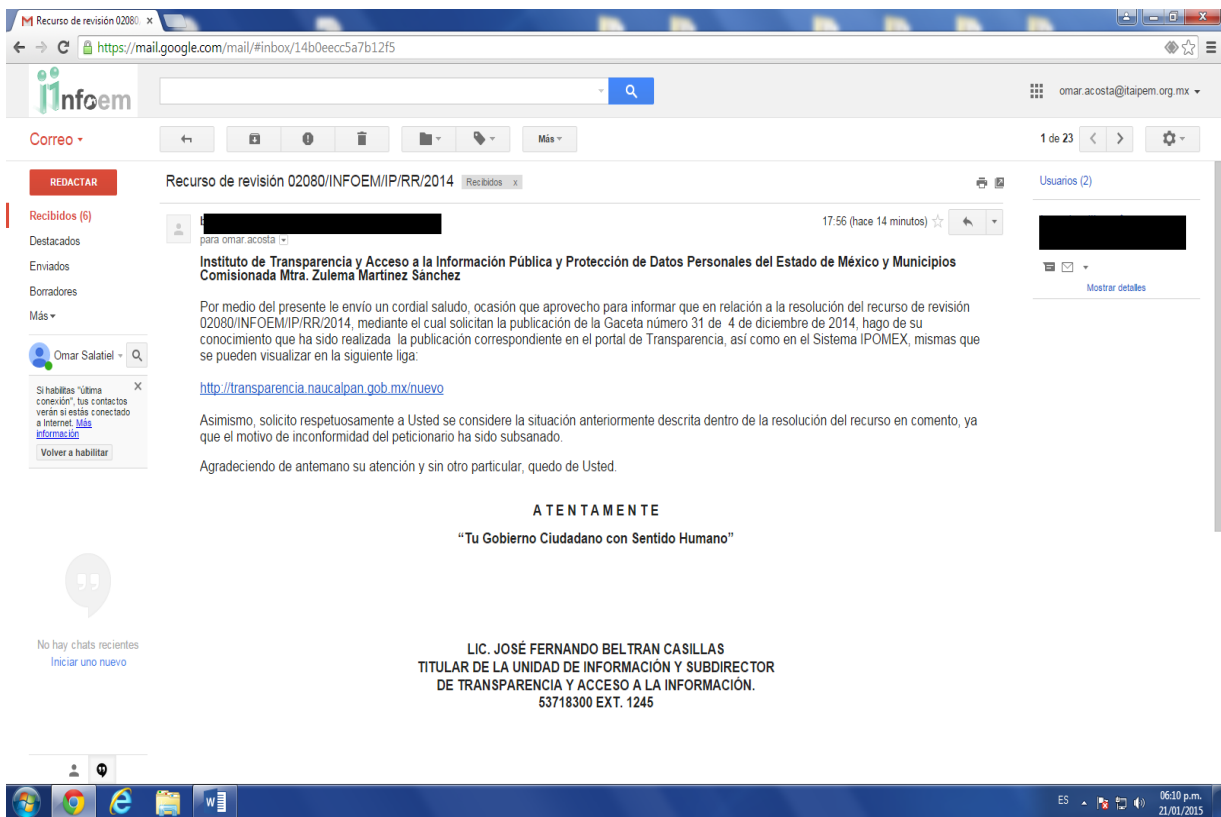 Recurso de revisión 02080
https://mail.google.com/mail/#inbox/14b0eecc5a7b12f5
infoem
omar.acosta@itaipem.org.mx
Correo
Más
1 de 23
REDACTAR
Recurso de revisión 02080/INFOEM/IP/RR/2014 Recibidos x
Usuarios (2)
Recibidos (6)
Destacados
Enviados
Borradores
Más
17:56 (hace 14 minutos)
para omar.acosta
Mostrar detalles
Instituto de Transparencia y Acceso a la Información Pública y Protección de Datos Personales del Estado de México y Municipios
Comisionada Mtra. Zulema Martínez Sánchez
Por medio del presente le envío un cordial saludo, ocasión que aprovecho para informar que en relación a la resolución del recurso de revisión
02080/INFOEM/IP/RR/2014, mediante el cual solicitan la publicación de la Gaceta número 31 de 4 de diciembre de 2014, hago de su
conocimiento que ha sido realizada la publicación correspondiente en el portal de Transparencia, así como en el Sistema IPOMEX, mismas que
se pueden visualizar en la siguiente liga:
http://transparencia.naucalpan.gob.mx/nuevo
Asimismo, solicito respetuosamente a Usted se considere la situación anteriormente descrita dentro de la resolución del recurso en comento, ya
que el motivo de inconformidad del peticionario ha sido subsanado.
Agradeciendo de antemano su atención y sin otro particular, quedo de Usted.
A T E N T A M E N T E
“Tu Gobierno Ciudadano con Sentido Humano”
LIC. JOSÉ FERNANDO BELTRAN CASILLAS
TITULAR DE LA UNIDAD DE INFORMACIÓN Y SUBDIRECTOR
DE TRANSPARENCIA Y ACCESO A LA INFORMACIÓN.
53718300 EXT. 1245
Omar Salatiel
Si habilitas "última
conexión", tus contactos
verán si estás conectado
a Internet. Más
información
Volver a habilitar
No hay chats recientes
Iniciar uno nuevo
ES
06:10 p.m.
21/01/2015